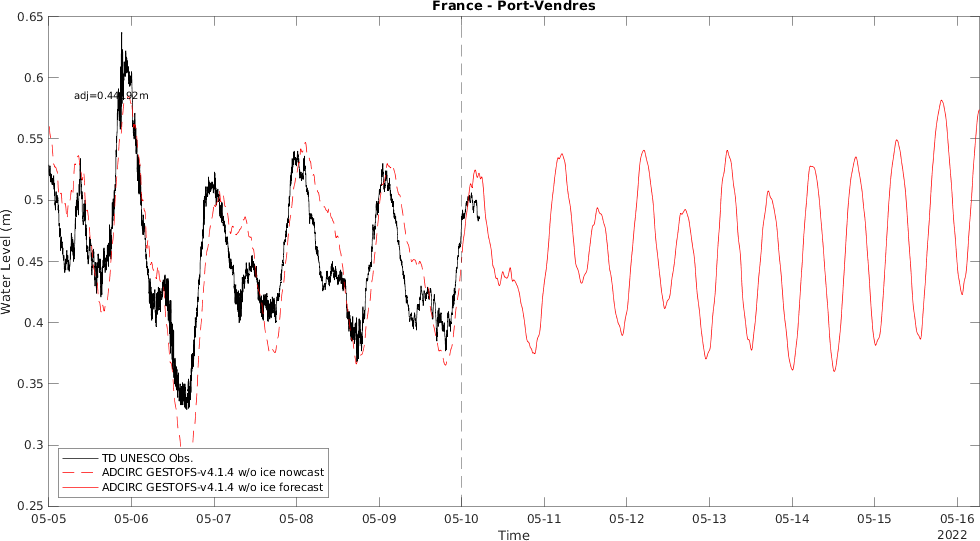 France - Port-Vendres
0.65
0.6
0.55
0.5
0.45
0.4
0.35
0.3
0.25
Water Level (m)
TD UNESCO Obs.
ADCIRC GESTOFS-v4.1.4 w/o ice nowcast
ADCIRC GESTOFS-v4.1.4 w/o ice forecast
05-05 05-06 05-07 05-08 05-09 05-10 05-11 05-12 05-13 05-14 05-15 05-16
Time
2022